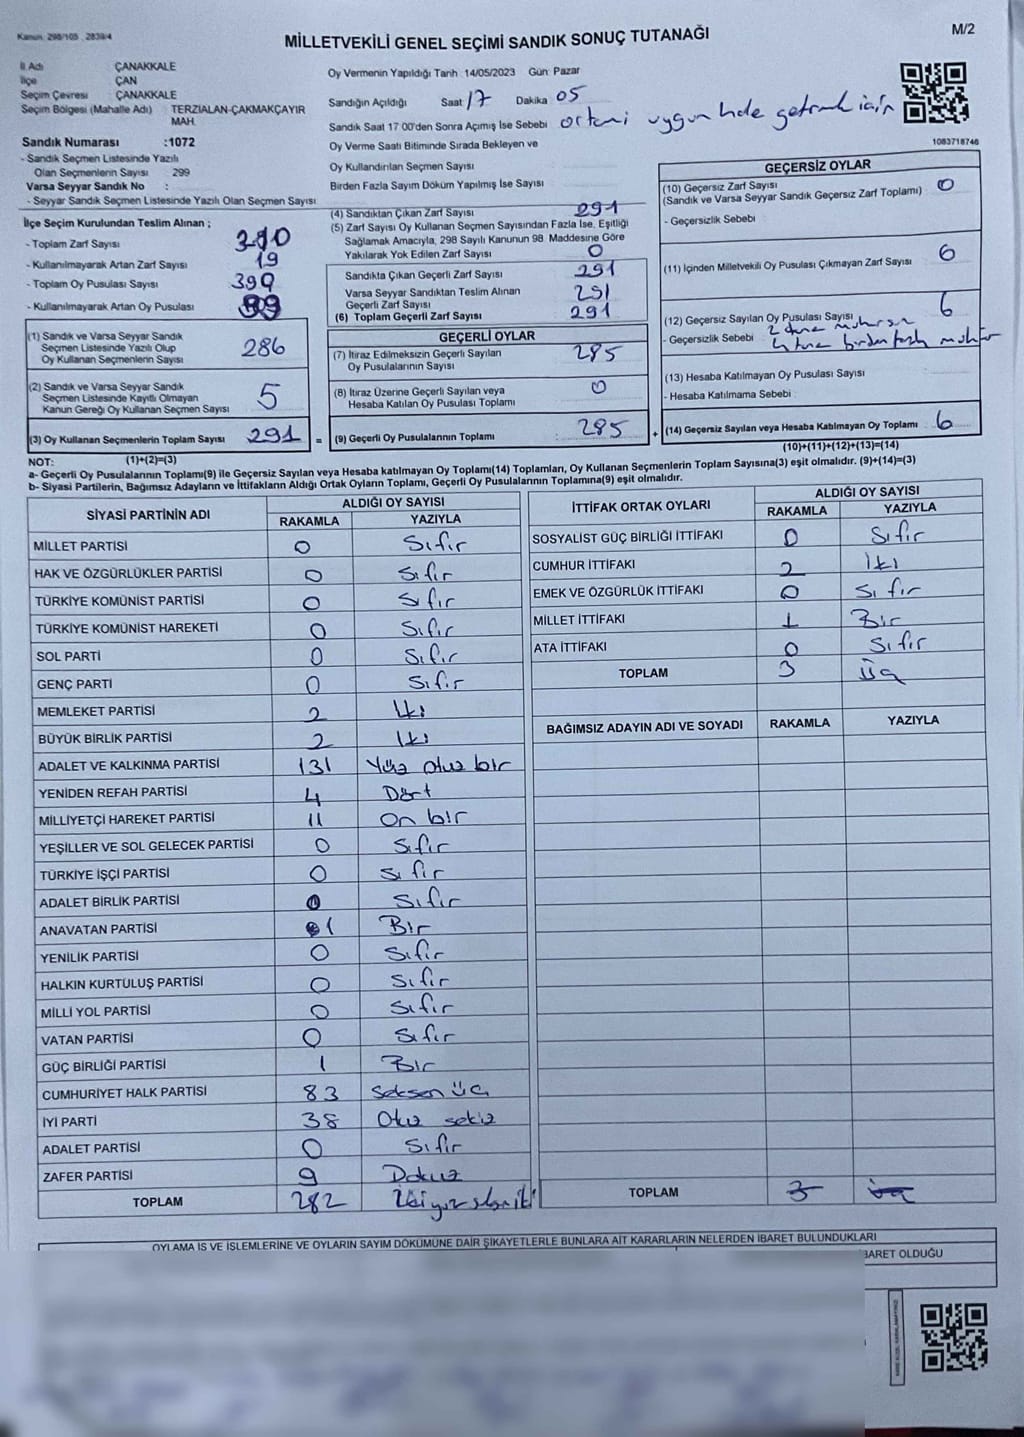 Kanun: 298/105 , 2839/4
M/2
MİLLETVEKİLİ GENEL SEÇİMİ SANDIK SONUÇ TUTANAĞI
İl Adı ÇANAKKALE
İlçe ÇAN
Seçim Çevresi ÇANAKKALE
Seçim Bölgesi (Mahalle Adı) TERZİALAN-ÇAKMAKÇAYIR
MAH.
Sandık Numarası :1072
- Sandık Seçmen Listesinde Yazılı
Olan Seçmenlerin Sayısı 299
Varsa Seyyar Sandık No :
- Seyyar Sandık Seçmen Listesinde Yazılı Olan Seçmen Sayısı
Oy Vermenin Yapıldığı Tarih :14/05/2023 Gün: Pazar
Sandığın Açıldığı Saat 17 Dakika 05
Sandık Saat 17:00'den Sonra Açımış İse Sebebi ortamı uygun hale getirmek için
Oy Verme Saati Bitiminde Sırada Bekleyen ve
Oy Kullandırılan Seçmen Sayısı
Birden Fazla Sayım Döküm Yapılmış İse Sayısı
1083718746
İlçe Seçim Kurulundan Teslim Alınan ;
- Toplam Zarf Sayısı
- Kullanılmayarak Artan Zarf Sayısı 19
- Toplam Oy Pusulası Sayısı 399
- Kullanılmayarak Artan Oy Pusulası
(1) Sandık ve Varsa Seyyar Sandık
Seçmen Listesinde Yazılı Olup
Oy Kullanan Seçmenlerin Sayısı 286
(2) Sandık ve Varsa Seyyar Sandık
Seçmen Listesinde Kayıtlı Olmayan
Kanun Gereği Oy Kullanan Seçmen Sayısı 5
(3) Oy Kullanan Seçmenlerin Toplam Sayısı 291
(1)+(2)=(3)
(4) Sandıktan Çıkan Zarf Sayısı 291
(5) Zarf Sayısı Oy Kullanan Seçmen Sayısından Fazla İse, Eşitliği
Sağlamak Amacıyla, 298 Sayılı Kanunun 98. Maddesine Göre
Yakılarak Yok Edilen Zarf Sayısı 0
Sandıkta Çıkan Geçerli Zarf Sayısı 291
Varsa Seyyar Sandıktan Teslim Alınan
Geçerli Zarf Sayısı 291
(6) Toplam Geçerli Zarf Sayısı 291
GEÇERLİ OYLAR
(7) İtiraz Edilmeksizin Geçerli Sayılan
Oy Pusulalarının Sayısı 285
(8) İtiraz Üzerine Geçerli Sayılan veya
Hesaba Katılan Oy Pusulası Toplamı 0
= (9) Geçerli Oy Pusulalarının Toplamı 285
GEÇERSİZ OYLAR
(10) Geçersiz Zarf Sayısı 0
(Sandık ve Varsa Seyyar Sandık Geçersiz Zarf Toplamı)
- Geçersizlik Sebebi
(11) İçinden Milletvekili Oy Pusulası Çıkmayan Zarf Sayısı 6
(12) Geçersiz Sayılan Oy Pusulası Sayısı 6
- Geçersizlik Sebebi 2 tane mühürsüz
4 tane birden fazla mühür
(13) Hesaba Katılmayan Oy Pusulası Sayısı
- Hesaba Katılmama Sebebi
+ (14) Geçersiz Sayılan veya Hesaba Katılmayan Oy Toplamı 6
(10)+(11)+(12)+(13)=(14)
NOT:
a- Geçerli Oy Pusulalarının Toplamı(9) ile Geçersiz Sayılan veya Hesaba katılmayan Oy Toplamı(14) Toplamları, Oy Kullanan Seçmenlerin Toplam Sayısına(3) eşit olmalıdır. (9)+(14)=(3)
b- Siyasi Partilerin, Bağımsız Adayların ve İttifakların Aldığı Ortak Oyların Toplamı, Geçerli Oy Pusulalarının Toplamına(9) eşit olmalıdır.
SİYASİ PARTİNİN ADI ALDIĞI OY SAYISI
RAKAMLA YAZIYLA
MİLLET PARTİSİ 0 Sıfır
HAK VE ÖZGÜRLÜKLER PARTİSİ 0 Sıfır
TÜRKİYE KOMÜNİST PARTİSİ 0 Sıfır
TÜRKİYE KOMÜNİST HAREKETİ 0 Sıfır
SOL PARTİ 0 Sıfır
GENÇ PARTİ 0 Sıfır
MEMLEKET PARTİSİ 2 İki
BÜYÜK BİRLİK PARTİSİ 2 İki
ADALET VE KALKINMA PARTİSİ 131 Yüz otuz bir
YENİDEN REFAH PARTİSİ 4 Dört
MİLLİYETÇİ HAREKET PARTİSİ 11 On bir
YEŞİLLER VE SOL GELECEK PARTİSİ 0 Sıfır
TÜRKİYE İŞÇİ PARTİSİ 0 Sıfır
ADALET BİRLİK PARTİSİ 0 Sıfır
ANAVATAN PARTİSİ 1 Bir
YENİLİK PARTİSİ 0 Sıfır
HALKIN KURTULUŞ PARTİSİ 0 Sıfır
MİLLİ YOL PARTİSİ 0 Sıfır
VATAN PARTİSİ 0 Sıfır
GÜÇ BİRLİĞİ PARTİSİ 1 Bir
CUMHURİYET HALK PARTİSİ 83 Seksen üç
İYİ PARTİ 38 Otuz sekiz
ADALET PARTİSİ 0 Sıfır
ZAFER PARTİSİ 9 Dokuz
TOPLAM 282 İkiyüz seksen iki
İTTİFAK ORTAK OYLARI ALDIĞI OY SAYISI
RAKAMLA YAZIYLA
SOSYALİST GÜÇ BİRLİĞİ İTTİFAKI 0 Sıfır
CUMHUR İTTİFAKI 2 İki
EMEK VE ÖZGÜRLÜK İTTİFAKI 0 Sıfır
MİLLET İTTİFAKI 1 Bir
ATA İTTİFAKI 0 Sıfır
TOPLAM 3 Üç
BAĞIMSIZ ADAYIN ADI VE SOYADI RAKAMLA YAZIYLA
TOPLAM 3 üç
OYLAMA İŞ VE İŞLEMLERİNE VE OYLARIN SAYIM DÖKÜMÜNE DAİR ŞİKAYETLERLE BUNLARA AİT KARARLARIN NELERDEN İBARET BULUNDUKLARI
BARET OLDUĞU